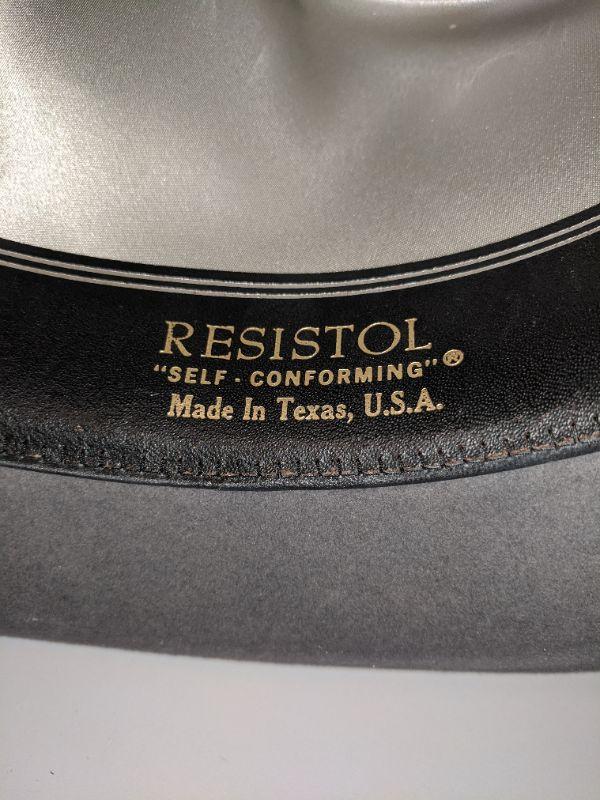 RESISTOL
"SELF - CONFORMING"®
Made In Texas, U.S.A.